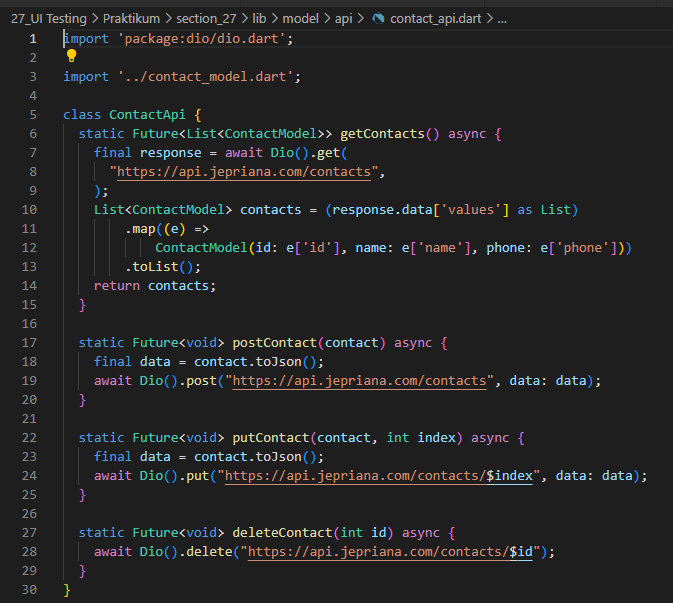 27_UI Testing > Praktikum > section_27 > lib > model > api > contact_api.dart > ...
1 import 'package:dio/dio.dart';
2
3 import '../contact_model.dart';
4
5 class ContactApi {
6   static Future<List<ContactModel>> getContacts() async {
7     final response = await Dio().get(
8       "https://api.jepriana.com/contacts",
9     );
10     List<ContactModel> contacts = (response.data['values'] as List)
11         .map((e) =>
12             ContactModel(id: e['id'], name: e['name'], phone: e['phone']))
13         .toList();
14     return contacts;
15   }
16
17   static Future<void> postContact(contact) async {
18     final data = contact.toJson();
19     await Dio().post("https://api.jepriana.com/contacts", data: data);
20   }
21
22   static Future<void> putContact(contact, int index) async {
23     final data = contact.toJson();
24     await Dio().put("https://api.jepriana.com/contacts/$index", data: data);
25   }
26
27   static Future<void> deleteContact(int id) async {
28     await Dio().delete("https://api.jepriana.com/contacts/$id");
29   }
30 }